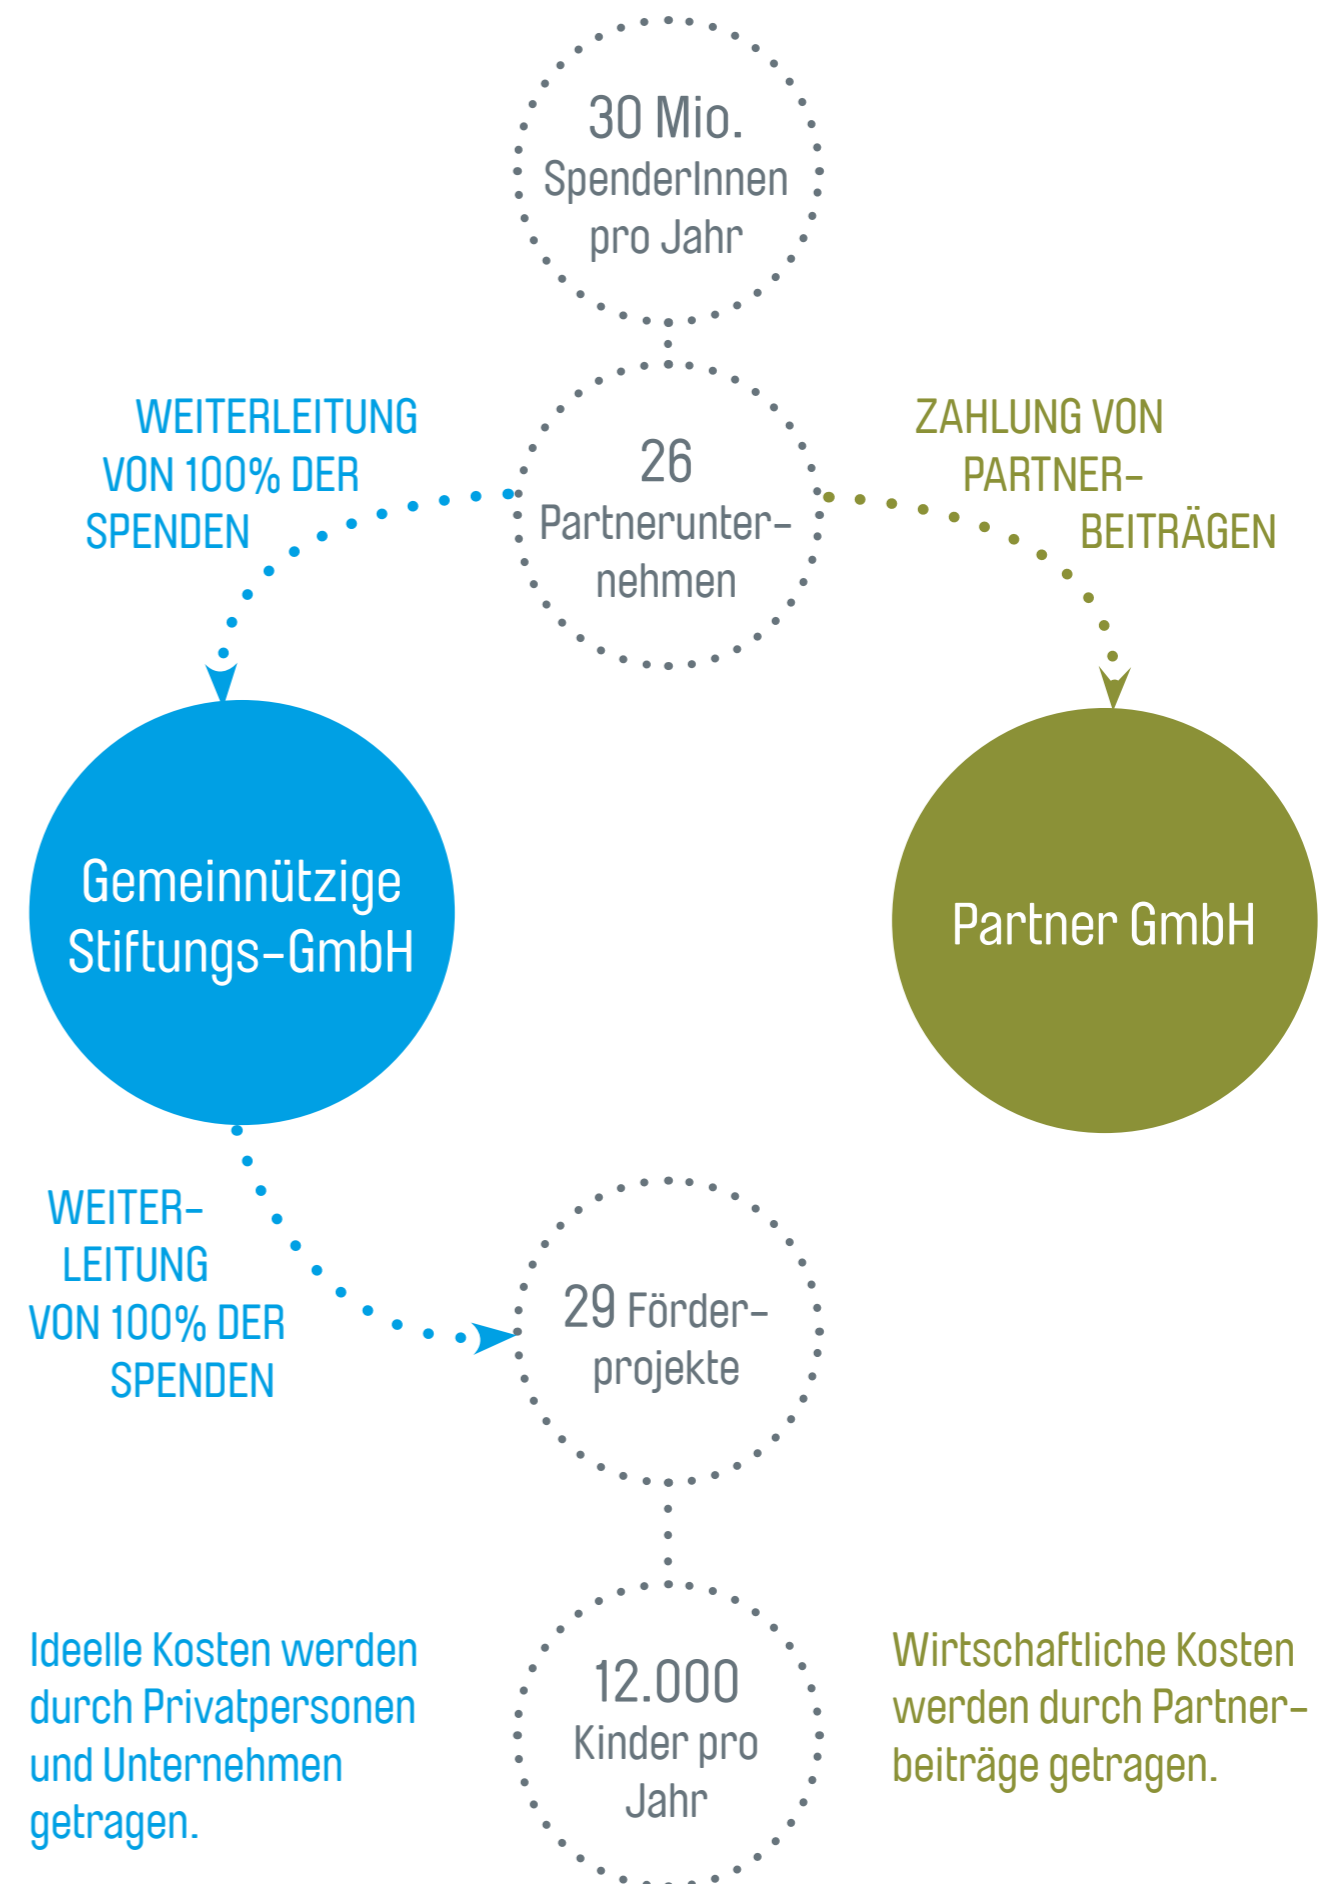 30 Mio.
SpenderInnen
pro Jahr
WEITERLEITUNG
VON 100% DER
SPENDEN
26
Partnerunter-
nehmen
ZAHLUNG VON
PARTNER-
BEITRÄGEN
Gemeinnützige
Stiftungs-GmbH
Partner GmbH
WEITER-
LEITUNG
VON 100% DER
SPENDEN
29 Förder-
projekte
Ideelle Kosten werden
durch Privatpersonen
und Unternehmen
getragen.
12.000
Kinder pro
Jahr
Wirtschaftliche Kosten
werden durch Partner-
beiträge getragen.